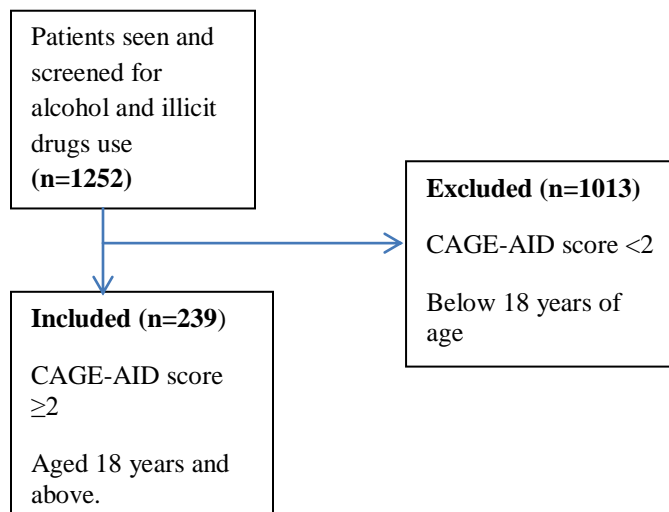 Patients seen and
screened for
alcohol and illicit
drugs use
(n=1252)
Excluded (n=1013)
CAGE-AID score <2
Below 18 years of
age
Included (n=239)
CAGE-AID score
≥2
Aged 18 years and
above.